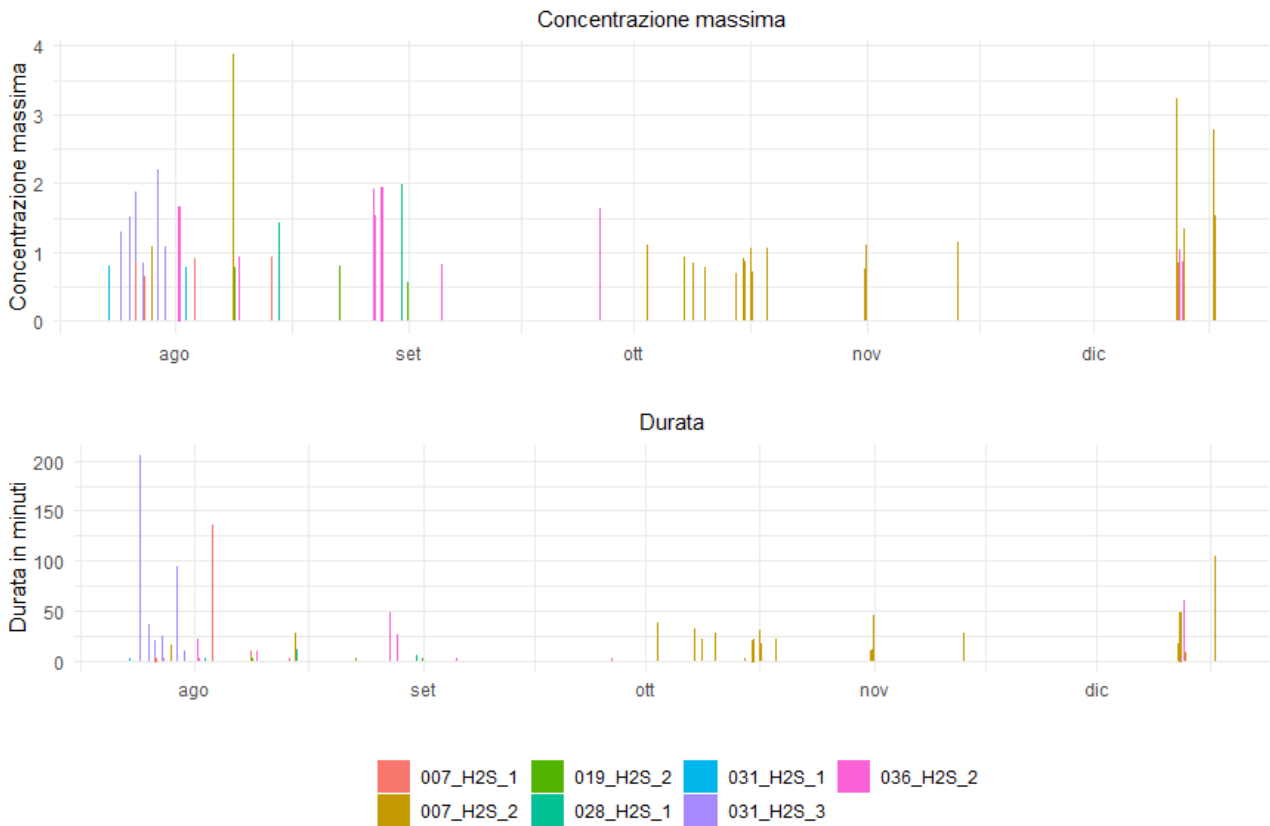 Concentrazione massima
Concentrazione massima
4
3
2
1
0
ago set ott nov dic
Durata
Durata in minuti
200
150
100
50
0
ago set ott nov dic
007_H2S_1 019_H2S_2 031_H2S_1 036_H2S_2
007_H2S_2 028_H2S_1 031_H2S_3